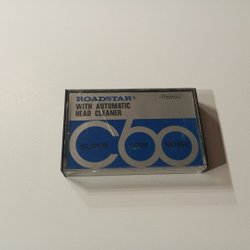 ROADSTAR
WITH AUTOMATIC
HEAD CLEANER
C60
SUPER LOW NOISE